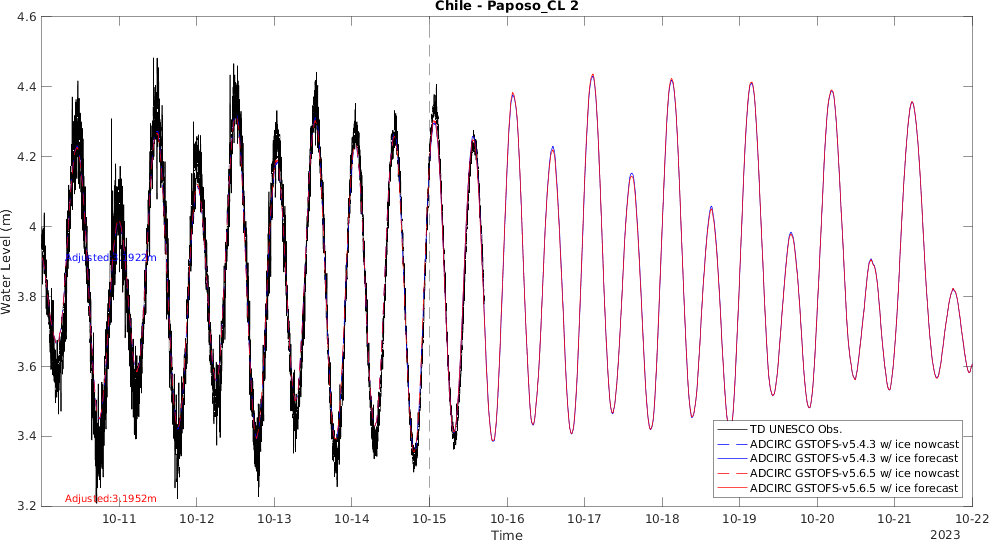 Chile - Paposo_CL 2
Water Level (m)
4.6
4.4
4.2
4
3.8
3.6
3.4
3.2
Adjusted:3.1952m
TD UNESCO Obs.
ADCIRC GSTOFS-v5.4.3 w/ ice nowcast
ADCIRC GSTOFS-v5.4.3 w/ ice forecast
ADCIRC GSTOFS-v5.6.5 w/ ice nowcast
ADCIRC GSTOFS-v5.6.5 w/ ice forecast
10-11
10-12
10-13
10-14
10-15
10-16
10-17
10-18
10-19
10-20
10-21
10-22
Time
2023